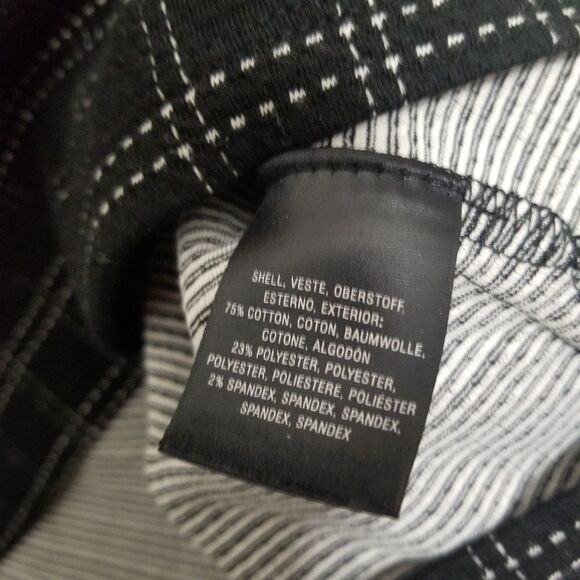 SHELL, VESTE, OBERSTOFF,
ESTERNO, EXTERIOR:
75% COTTON, COTON, BAUMWOLLE,
COTONE, ALGODÓN
23% POLYESTER, POLYESTER,
POLYESTER, POLIESTERE, POLIÉSTER
2% SPANDEX, SPANDEX, SPANDEX,
SPANDEX, SPANDEX